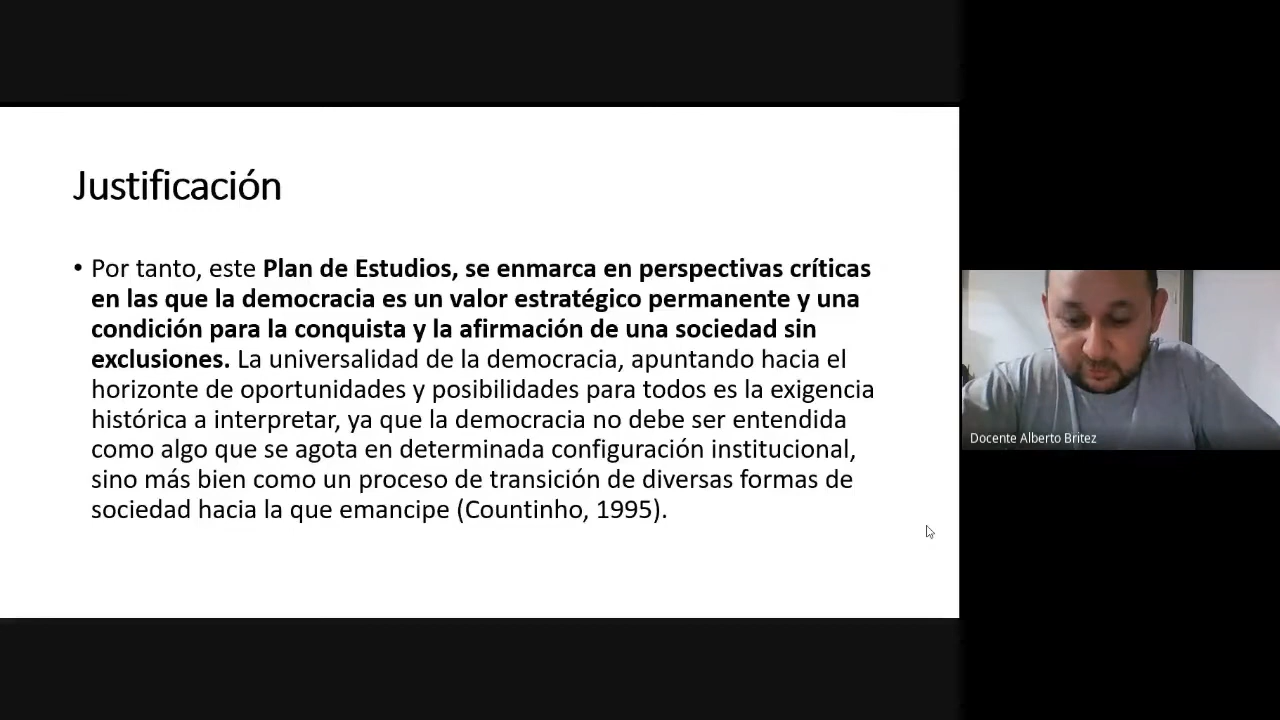 Justificación
• Por tanto, este Plan de Estudios, se enmarca en perspectivas críticas
en las que la democracia es un valor estratégico permanente y una
condición para la conquista y la afirmación de una sociedad sin
exclusiones. La universalidad de la democracia, apuntando hacia el
horizonte de oportunidades y posibilidades para todos es la exigencia
histórica a interpretar, ya que la democracia no debe ser entendida
como algo que se agota en determinada configuración institucional,
sino más bien como un proceso de transición de diversas formas de
sociedad hacia la que emancipe (Countinho, 1995).
Docente Alberto Britez